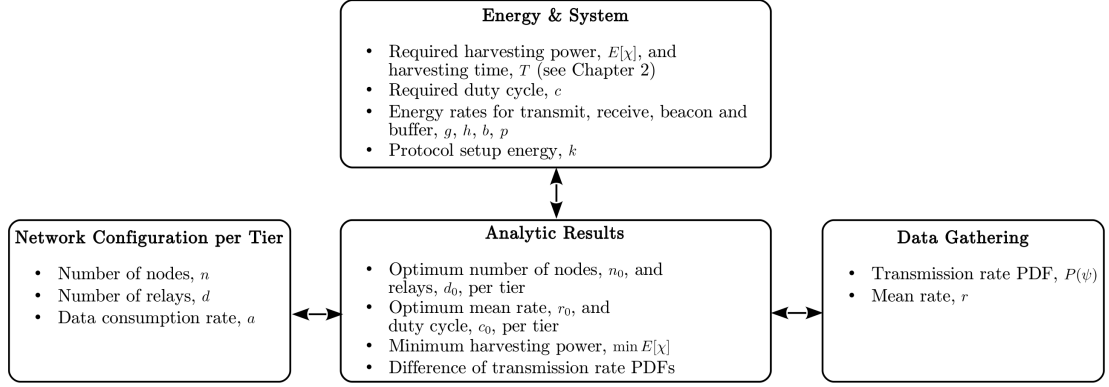 Energy & System
• Required harvesting power, E[χ], and
harvesting time, T (see Chapter 2)
• Required duty cycle, c
• Energy rates for transmit, receive, beacon and
buffer, g, h, b, p
• Protocol setup energy, k
Network Configuration per Tier
• Number of nodes, n
• Number of relays, d
• Data consumption rate, a
Analytic Results
• Optimum number of nodes, n₀, and
relays, d₀, per tier
• Optimum mean rate, r₀, and
duty cycle, c₀, per tier
• Minimum harvesting power, min E[χ]
• Difference of transmission rate PDFs
Data Gathering
• Transmission rate PDF, P(ψ)
• Mean rate, r